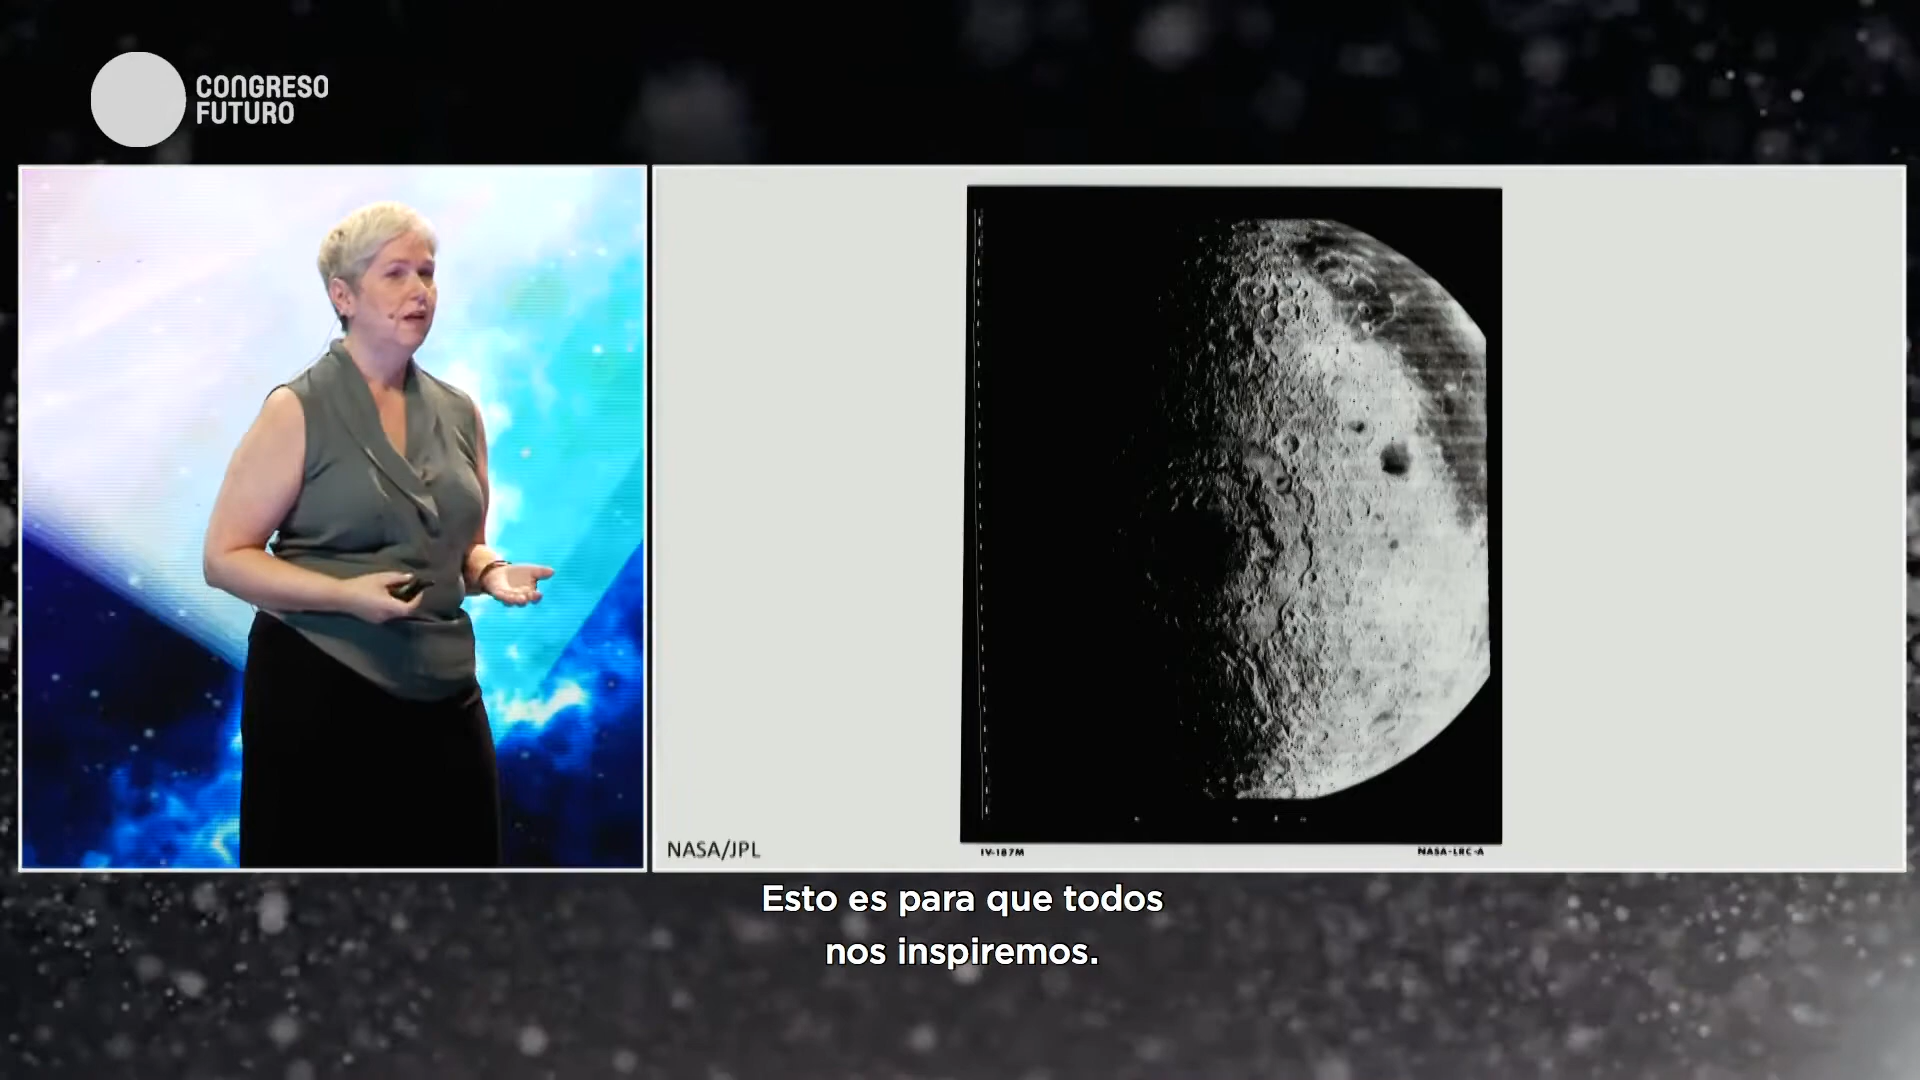 CONGRESO
FUTURO
NASA/JPL
IV-187M
NASA-LRC-A
Esto es para que todos
nos inspiremos.